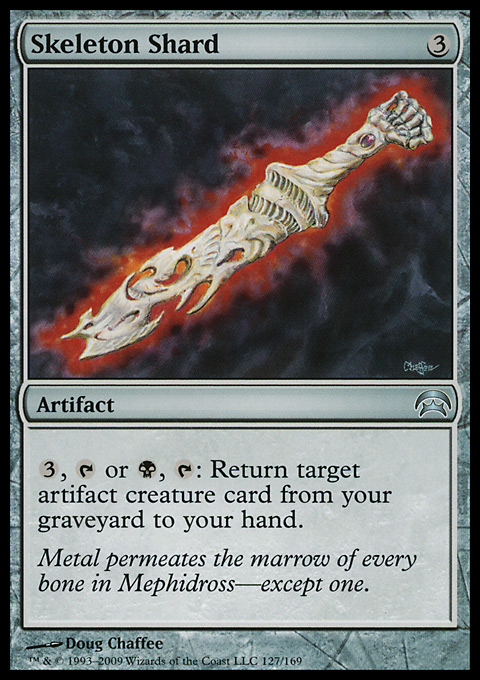 Skeleton Shard 3
Artifact
3, or , : Return target
artifact creature card from your
graveyard to your hand.
Metal permeates the marrow of every
bone in Mephidross—except one.
Doug Chaffee
™ & © 1993–2009 Wizards of the Coast LLC 127/169